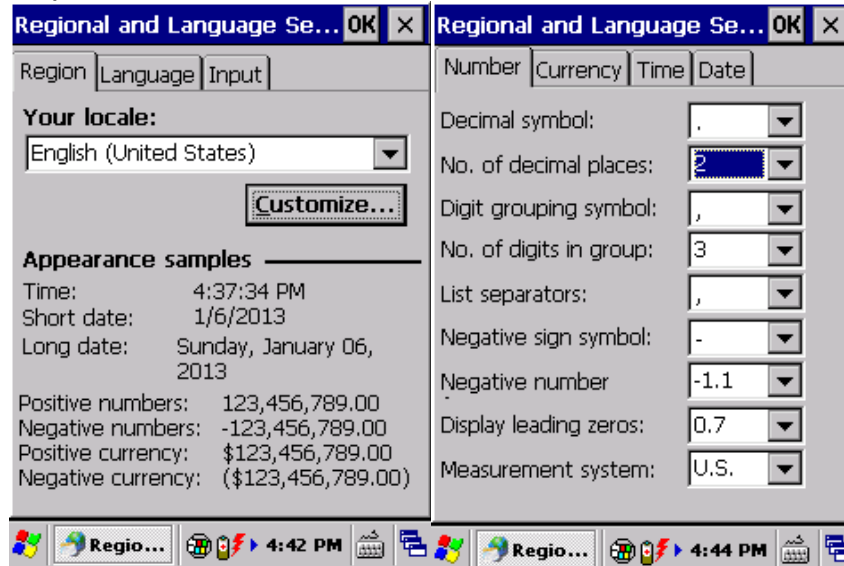 Regional and Language Se... OK ×
Region Language Input
Your locale:
English (United States)
Customize...
Appearance samples
Time: 4:37:34 PM
Short date: 1/6/2013
Long date: Sunday, January 06,
2013
Positive numbers: 123,456,789.00
Negative numbers: -123,456,789.00
Positive currency: $123,456,789.00
Negative currency: ($123,456,789.00)
Regio... 4:42 PM
Regional and Language Se... OK ×
Number Currency Time Date
Decimal symbol: .
No. of decimal places: 2
Digit grouping symbol: ,
No. of digits in group: 3
List separators: ,
Negative sign symbol: -
Negative number -1.1
Display leading zeros: 0.7
Measurement system: U.S.
Regio... 4:44 PM